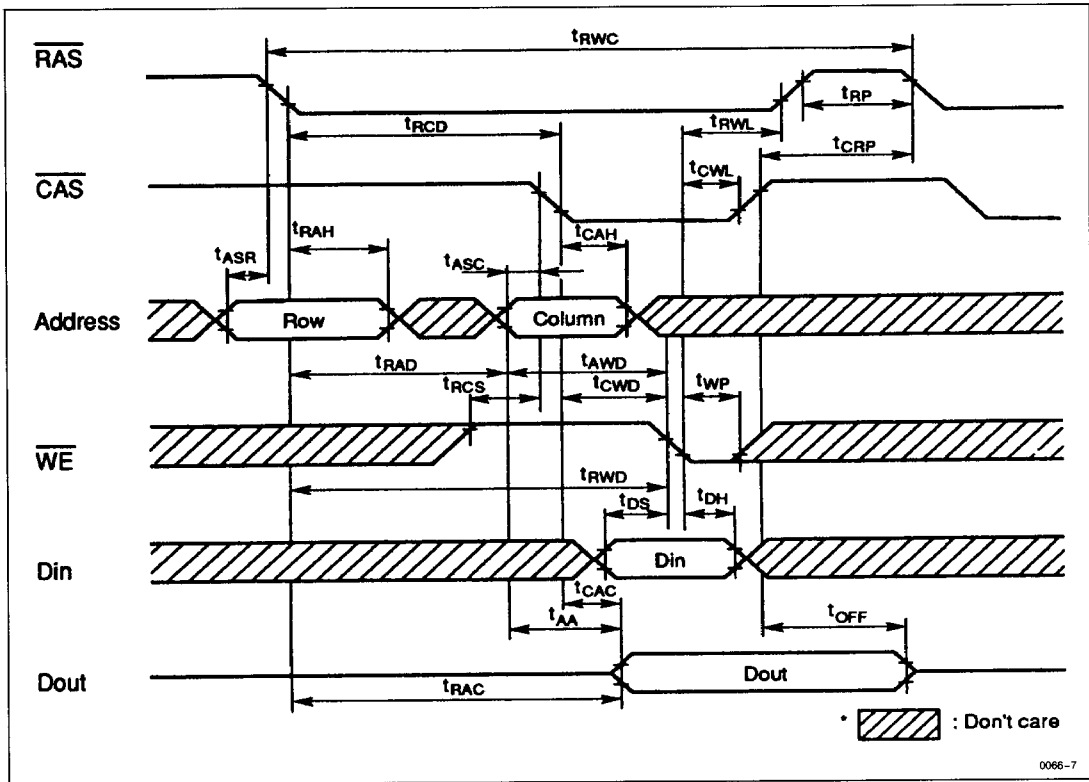 tRWC
RAS
tRP
tRCD
tRWL
tCRP
CAS
tCWL
tRAH
tCAH
tASR
tASC
Address
Row
Column
tRAD
tAWD
tRCS
tCWD
tWP
WE
tRWD
tDS
tDH
Din
Din
tCAC
tAA
tOFF
Dout
Dout
tRAC
* : Don't care
0066-7